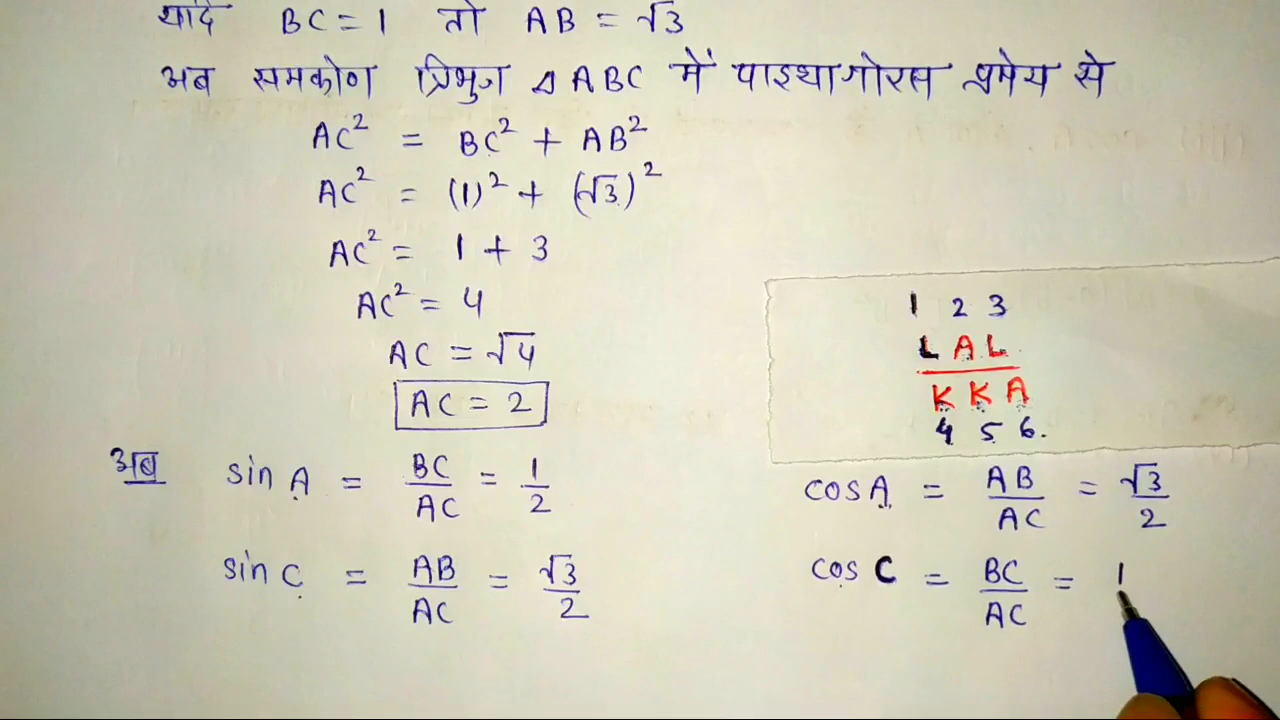 यदि BC = 1 तो AB = √3
अब समकोण त्रिभुज ⊿ABC में पाइथागोरस प्रमेय से
AC² = BC² + AB²
AC² = (1)² + (√3)²
AC² = 1 + 3
AC² = 4
AC = √4
AC = 2
1 2 3
L A L
K K A
4 5 6.
अब sin A = BC/AC = 1/2
cos A = AB/AC = √3/2
sin C = AB/AC = √3/2
cos C = BC/AC = 1